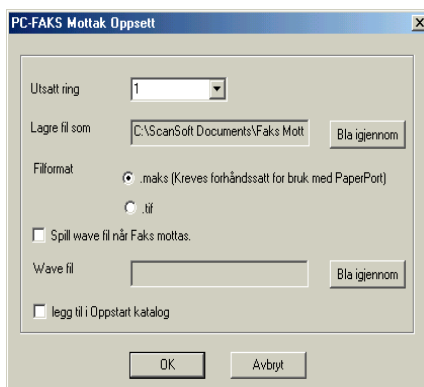 PC-FAKS Mottak Oppsett
Utsatt ring 1
Lagre fil som C:\ScanSoft Documents\Faks Mott Bla igjennom
Filformat .maks (Kreves forhåndssatt for bruk med PaperPort)
.tif
Spill wave fil når Faks mottas.
Wave fil Bla igjennom
legg til i Oppstart katalog
OK Avbryt